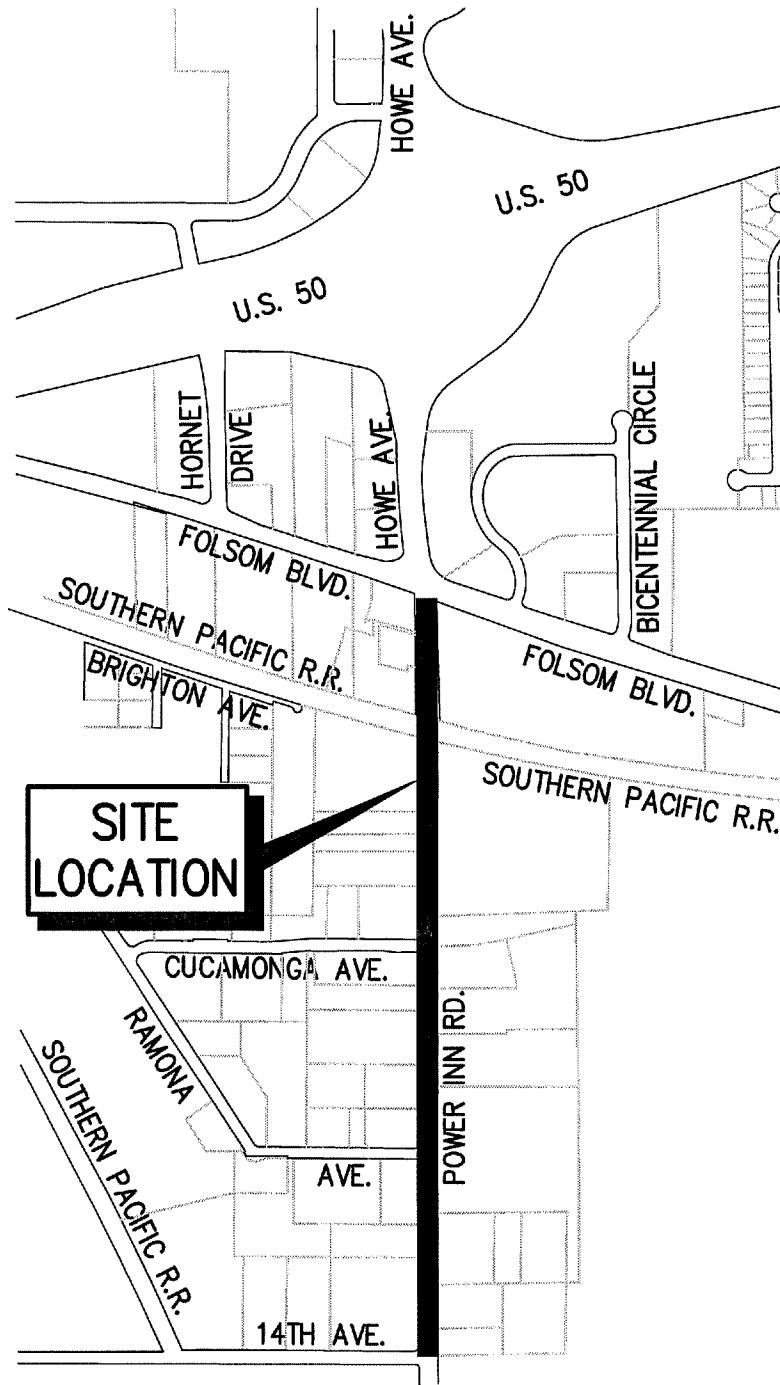 HOWE AVE.
U.S. 50
U.S. 50
HORNET
DRIVE
HOWE AVE.
BICENTENNIAL CIRCLE
FOLSOM BLVD.
SOUTHERN PACIFIC R.R.
BRIGHTON AVE.
FOLSOM BLVD.
SOUTHERN PACIFIC R.R.
SITE
LOCATION
CUCAMONGA AVE.
RAMONA
AVE.
POWER INN RD.
SOUTHERN PACIFIC R.R.
14TH AVE.